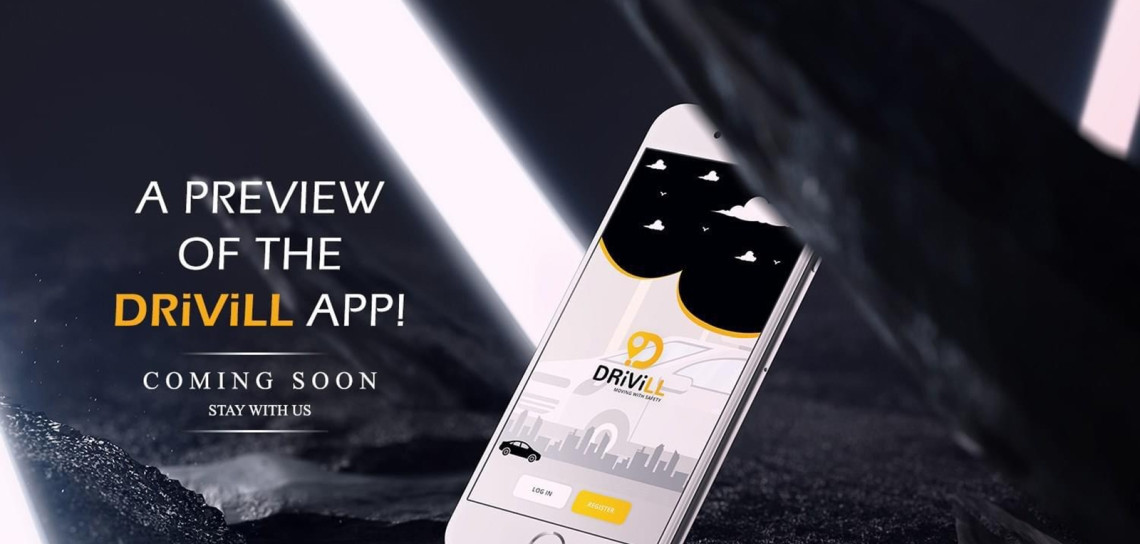 A PREVIEW
OF THE
DRiViLL APP!
COMING SOON
STAY WITH US
DRiViLL
MOVING WITH SAFETY
LOG IN
REGISTER